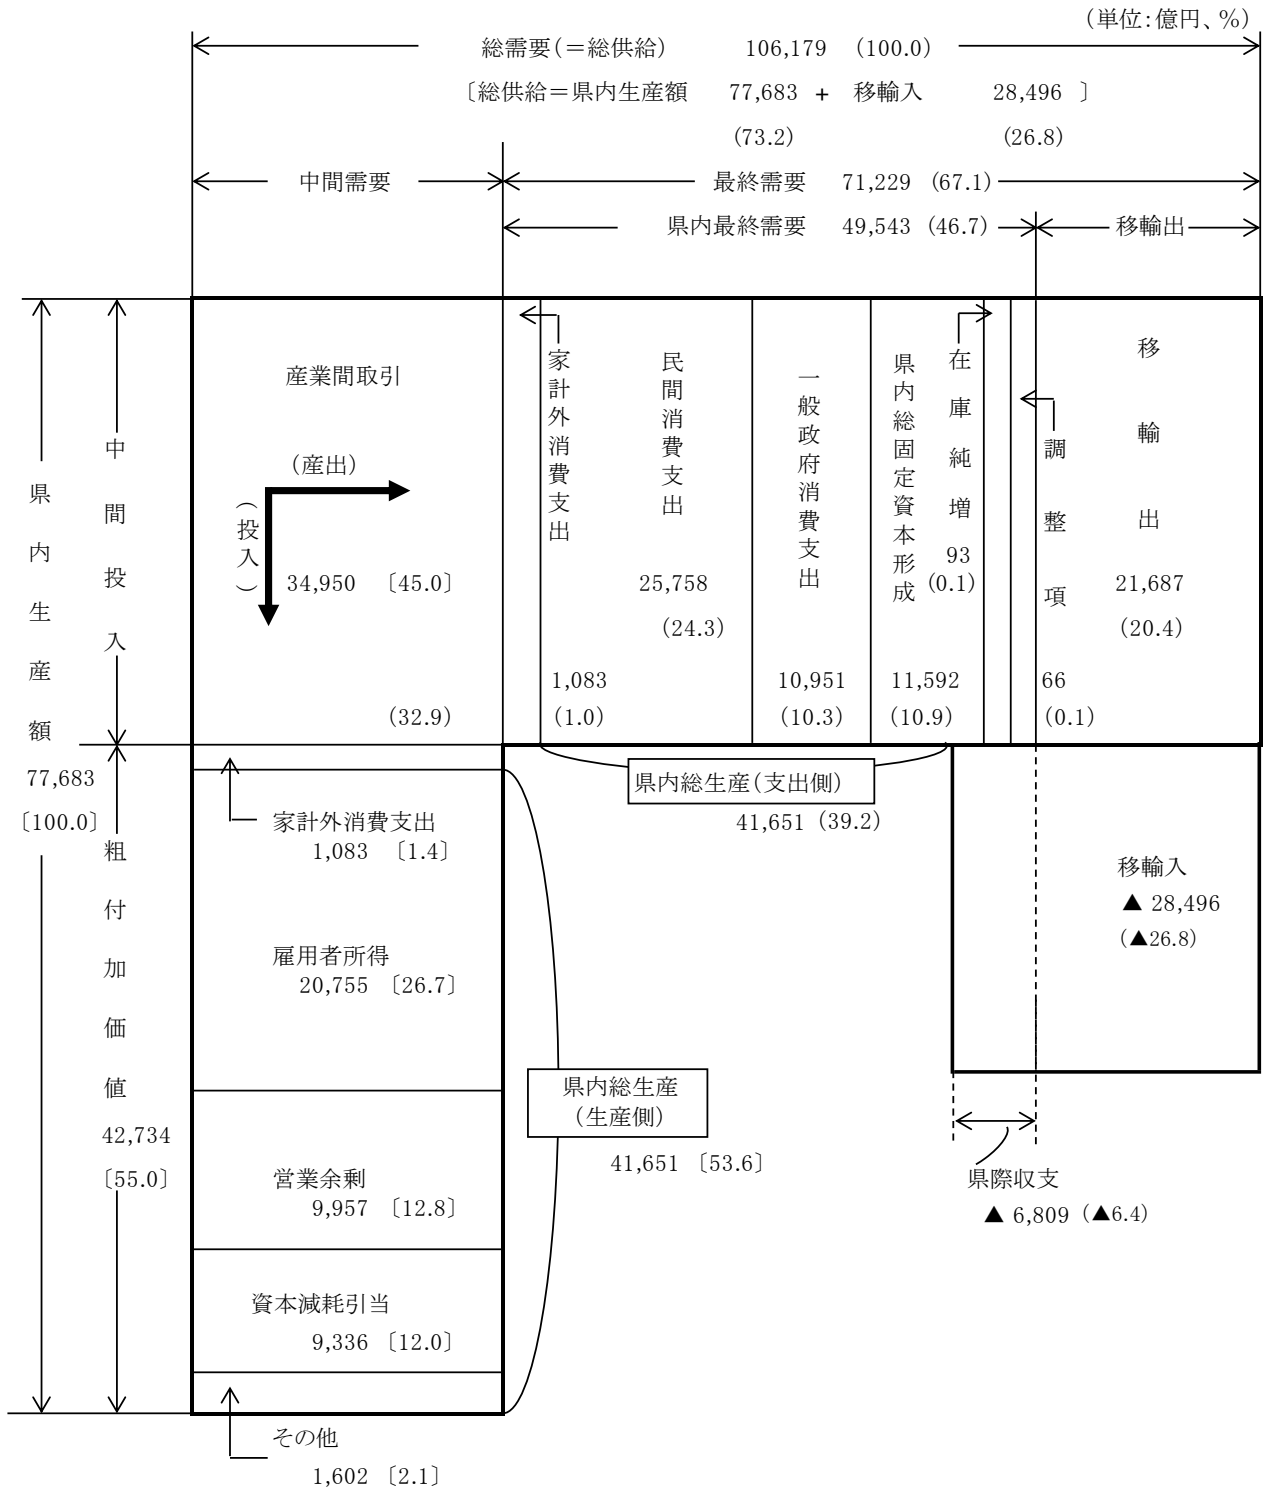 （単位：億円、％）
総需要（＝総供給） 106,179 （100.0）
〔総供給＝県内生産額 77,683 ＋ 移輸入 28,496 〕
（73.2） （26.8）
中間需要 最終需要 71,229 （67.1）
県内最終需要 49,543 （46.7） 移輸出
県内生産額
77,683
〔100.0〕
中間投入
産業間取引
（産出）
（投入）
34,950 〔45.0〕
（32.9）
家計外消費支出
1,083
（1.0）
民間消費支出
25,758
（24.3）
一般政府消費支出
10,951
（10.3）
県内総固定資本形成
11,592
（10.9）
在庫純増
93
（0.1）
調整項
66
（0.1）
移輸出
21,687
（20.4）
県内総生産（支出側）
41,651 （39.2）
粗付加価値
42,734
〔55.0〕
家計外消費支出
1,083 〔1.4〕
雇用者所得
20,755 〔26.7〕
営業余剰
9,957 〔12.8〕
資本減耗引当
9,336 〔12.0〕
その他
1,602 〔2.1〕
県内総生産
（生産側）
41,651 〔53.6〕
移輸入
▲ 28,496
（▲26.8）
県際収支
▲ 6,809 （▲6.4）